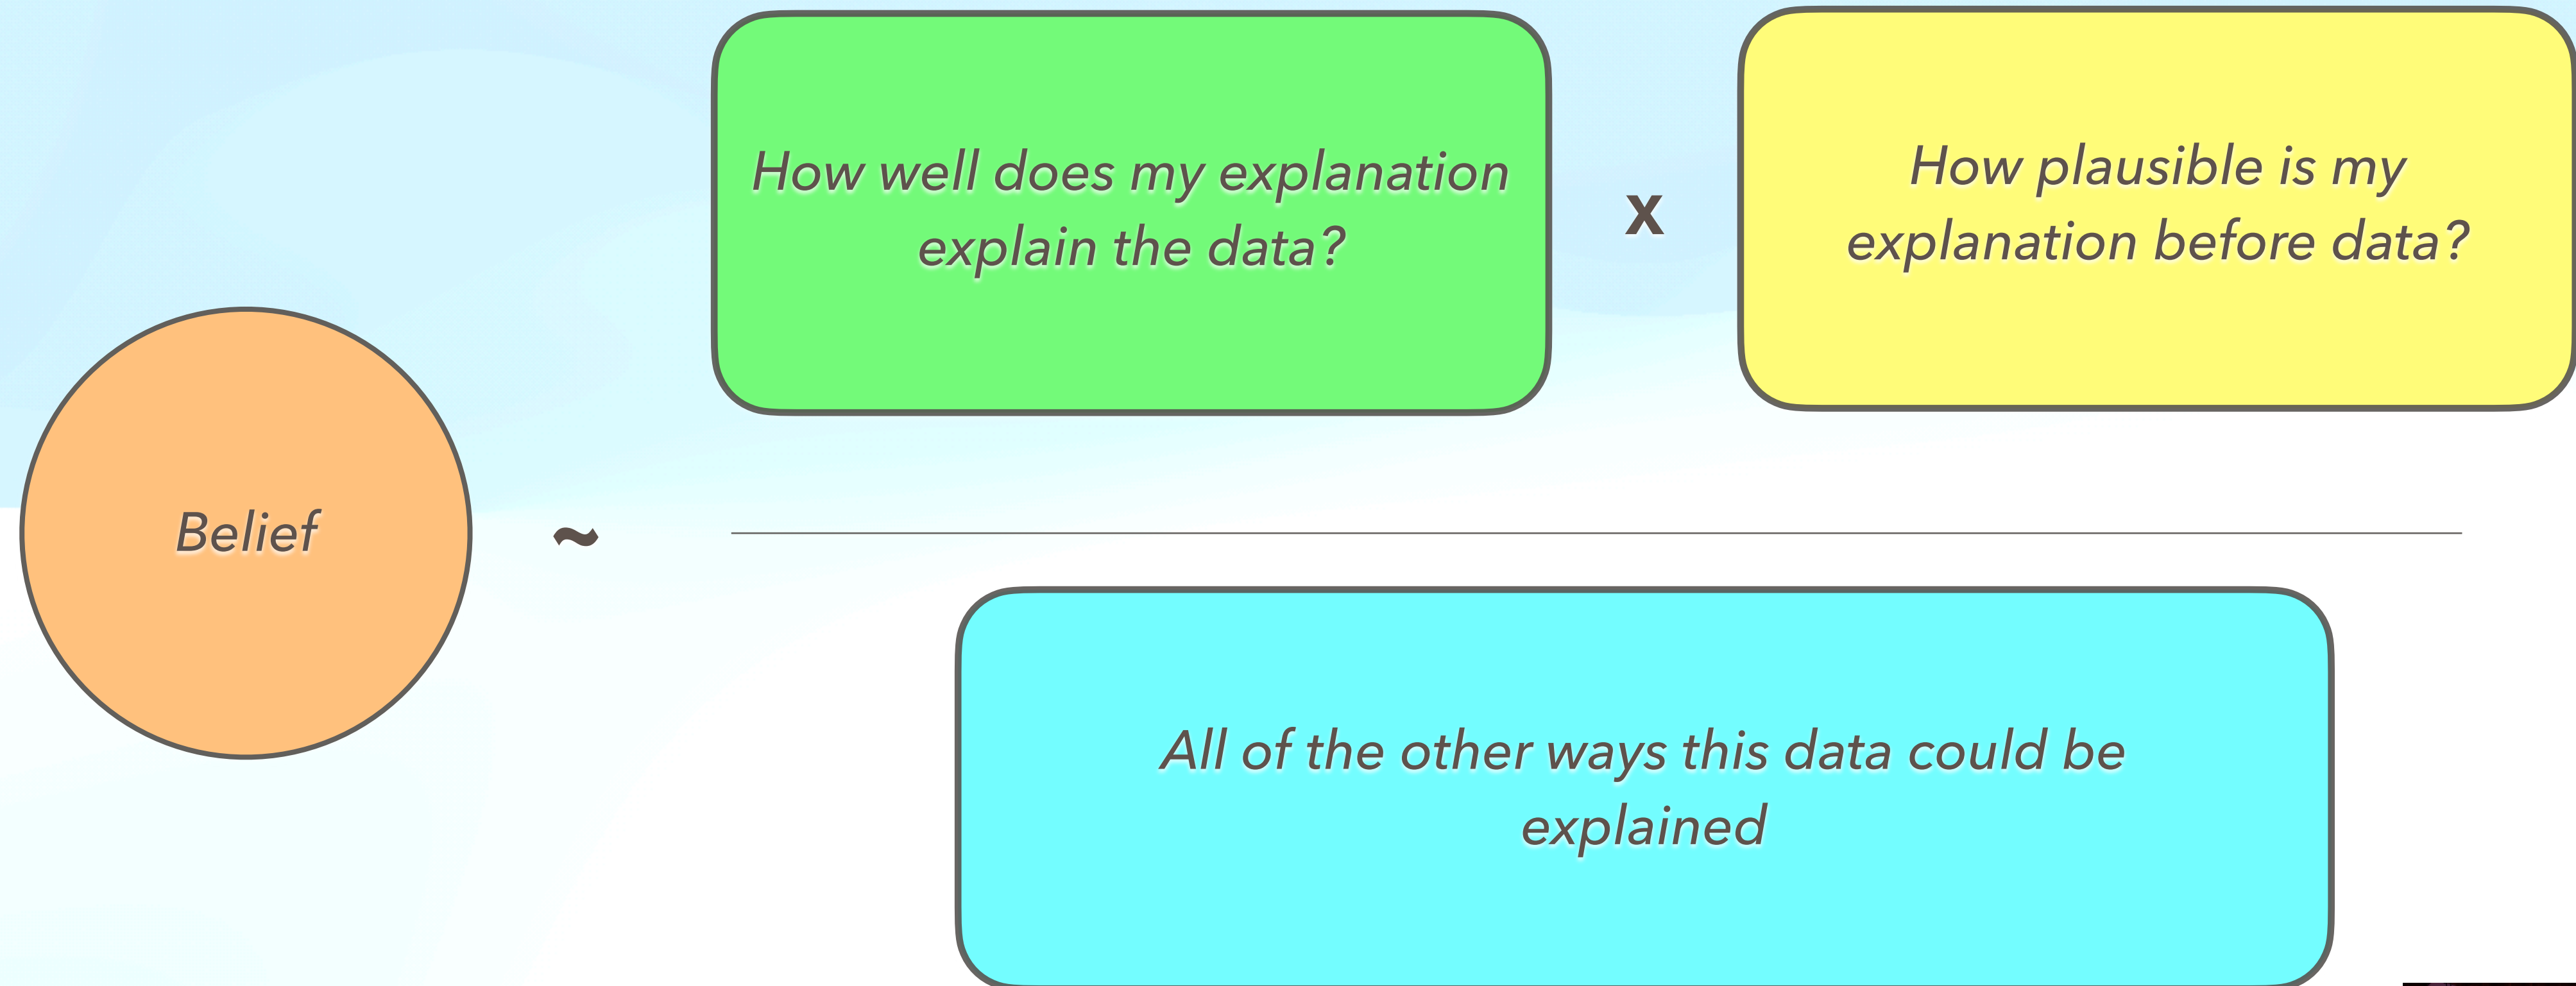 How well does my explanation
explain the data?
x
How plausible is my
explanation before data?
Belief
~
All of the other ways this data could be
explained